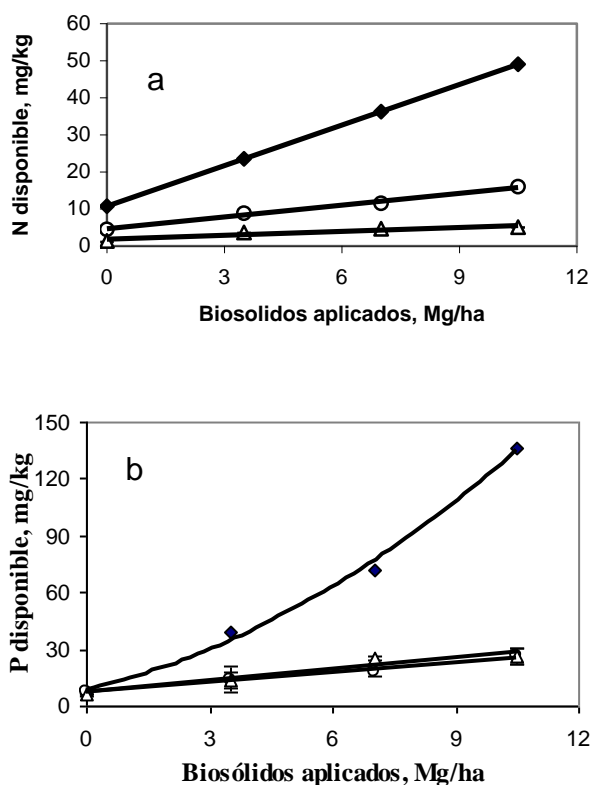 60
50
40
30
20
10
0
N disponible, mg/kg
a
0 3 6 9 12
Biosolidos aplicados, Mg/ha
150
120
90
60
30
0
P disponible, mg/kg
b
0 3 6 9 12
Biosólidos aplicados, Mg/ha